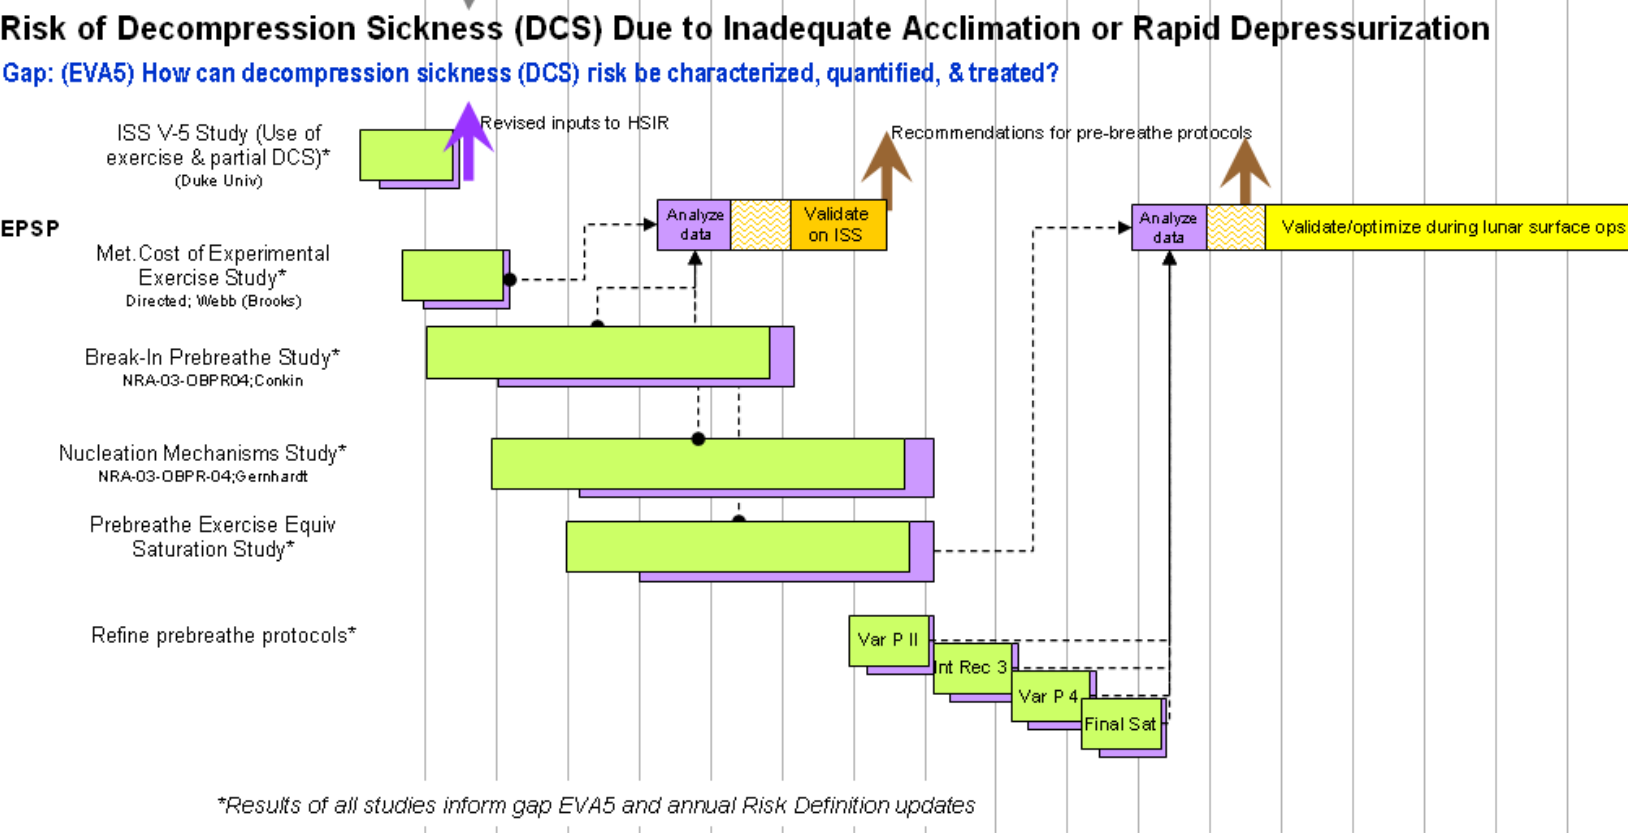 Risk of Decompression Sickness (DCS) Due to Inadequate Acclimation or Rapid Depressurization
Gap: (EVA5) How can decompression sickness (DCS) risk be characterized, quantified, & treated?
ISS V-5 Study (Use of
exercise & partial DCS)*
(Duke Univ)
Revised inputs to HSIR
Recommendations for pre-breathe protocols
EPSP
Analyze
data
Validate
on ISS
Analyze
data
Validate/optimize during lunar surface ops
Met.Cost of Experimental
Exercise Study*
Directed; Webb (Brooks)
Break-In Prebreathe Study*
NRA-03-OBPR04;Conkin
Nucleation Mechanisms Study*
NRA-03-OBPR-04;Gernhardt
Prebreathe Exercise Equiv
Saturation Study*
Refine prebreathe protocols*
Var P II
Int Rec 3
Var P 4
Final Sat
*Results of all studies inform gap EVA5 and annual Risk Definition updates